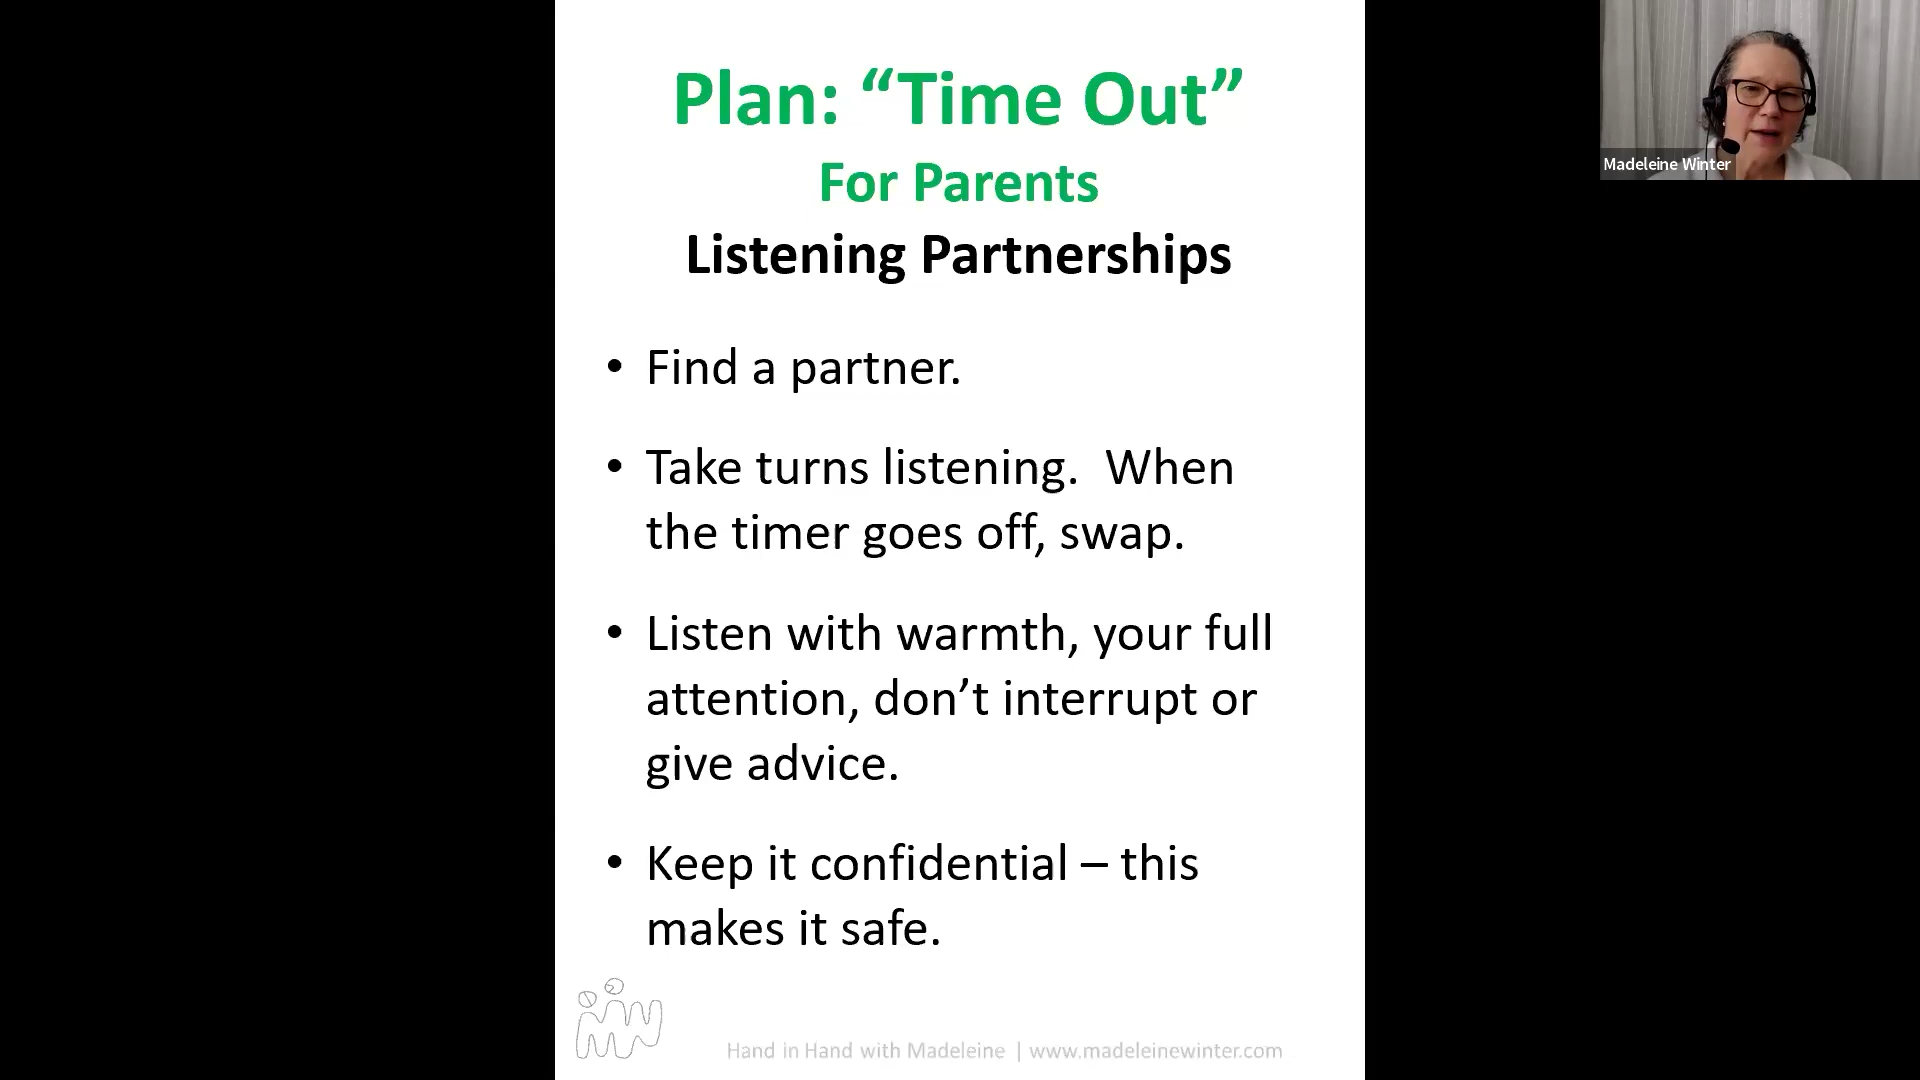 Plan: “Time Out”
For Parents
Listening Partnerships
• Find a partner.
• Take turns listening.  When
the timer goes off, swap.
• Listen with warmth, your full
attention, don’t interrupt or
give advice.
• Keep it confidential – this
makes it safe.
Hand in Hand with Madeleine | www.madeleinewinter.com
Madeleine Winter